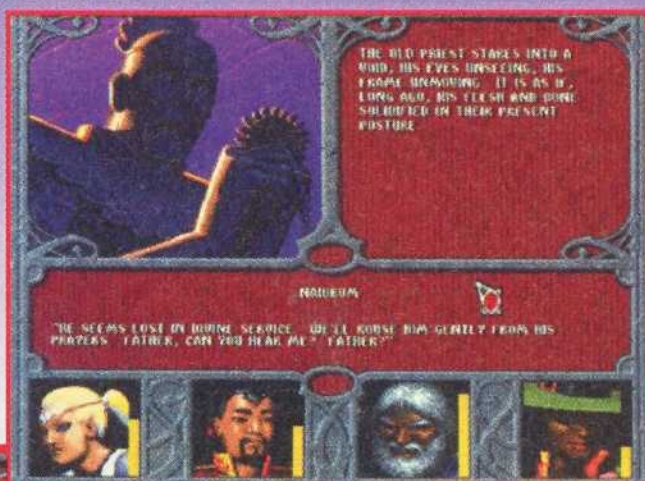 THE OLD PRIEST STARES INTO A
VOID, HIS EYES UNSEEING, HIS
FRAME UNMOVING. IT IS AS IF,
LONG AGO, HIS FLESH AND BONE
SOLIDIFIED IN THEIR PRESENT
POSTURE.
"HE SEEMS LOST IN DIVINE SERVICE. WE'LL ROUSE HIM GENTLY FROM HIS
PRAYERS. FATHER, CAN YOU HEAR ME? FATHER?"